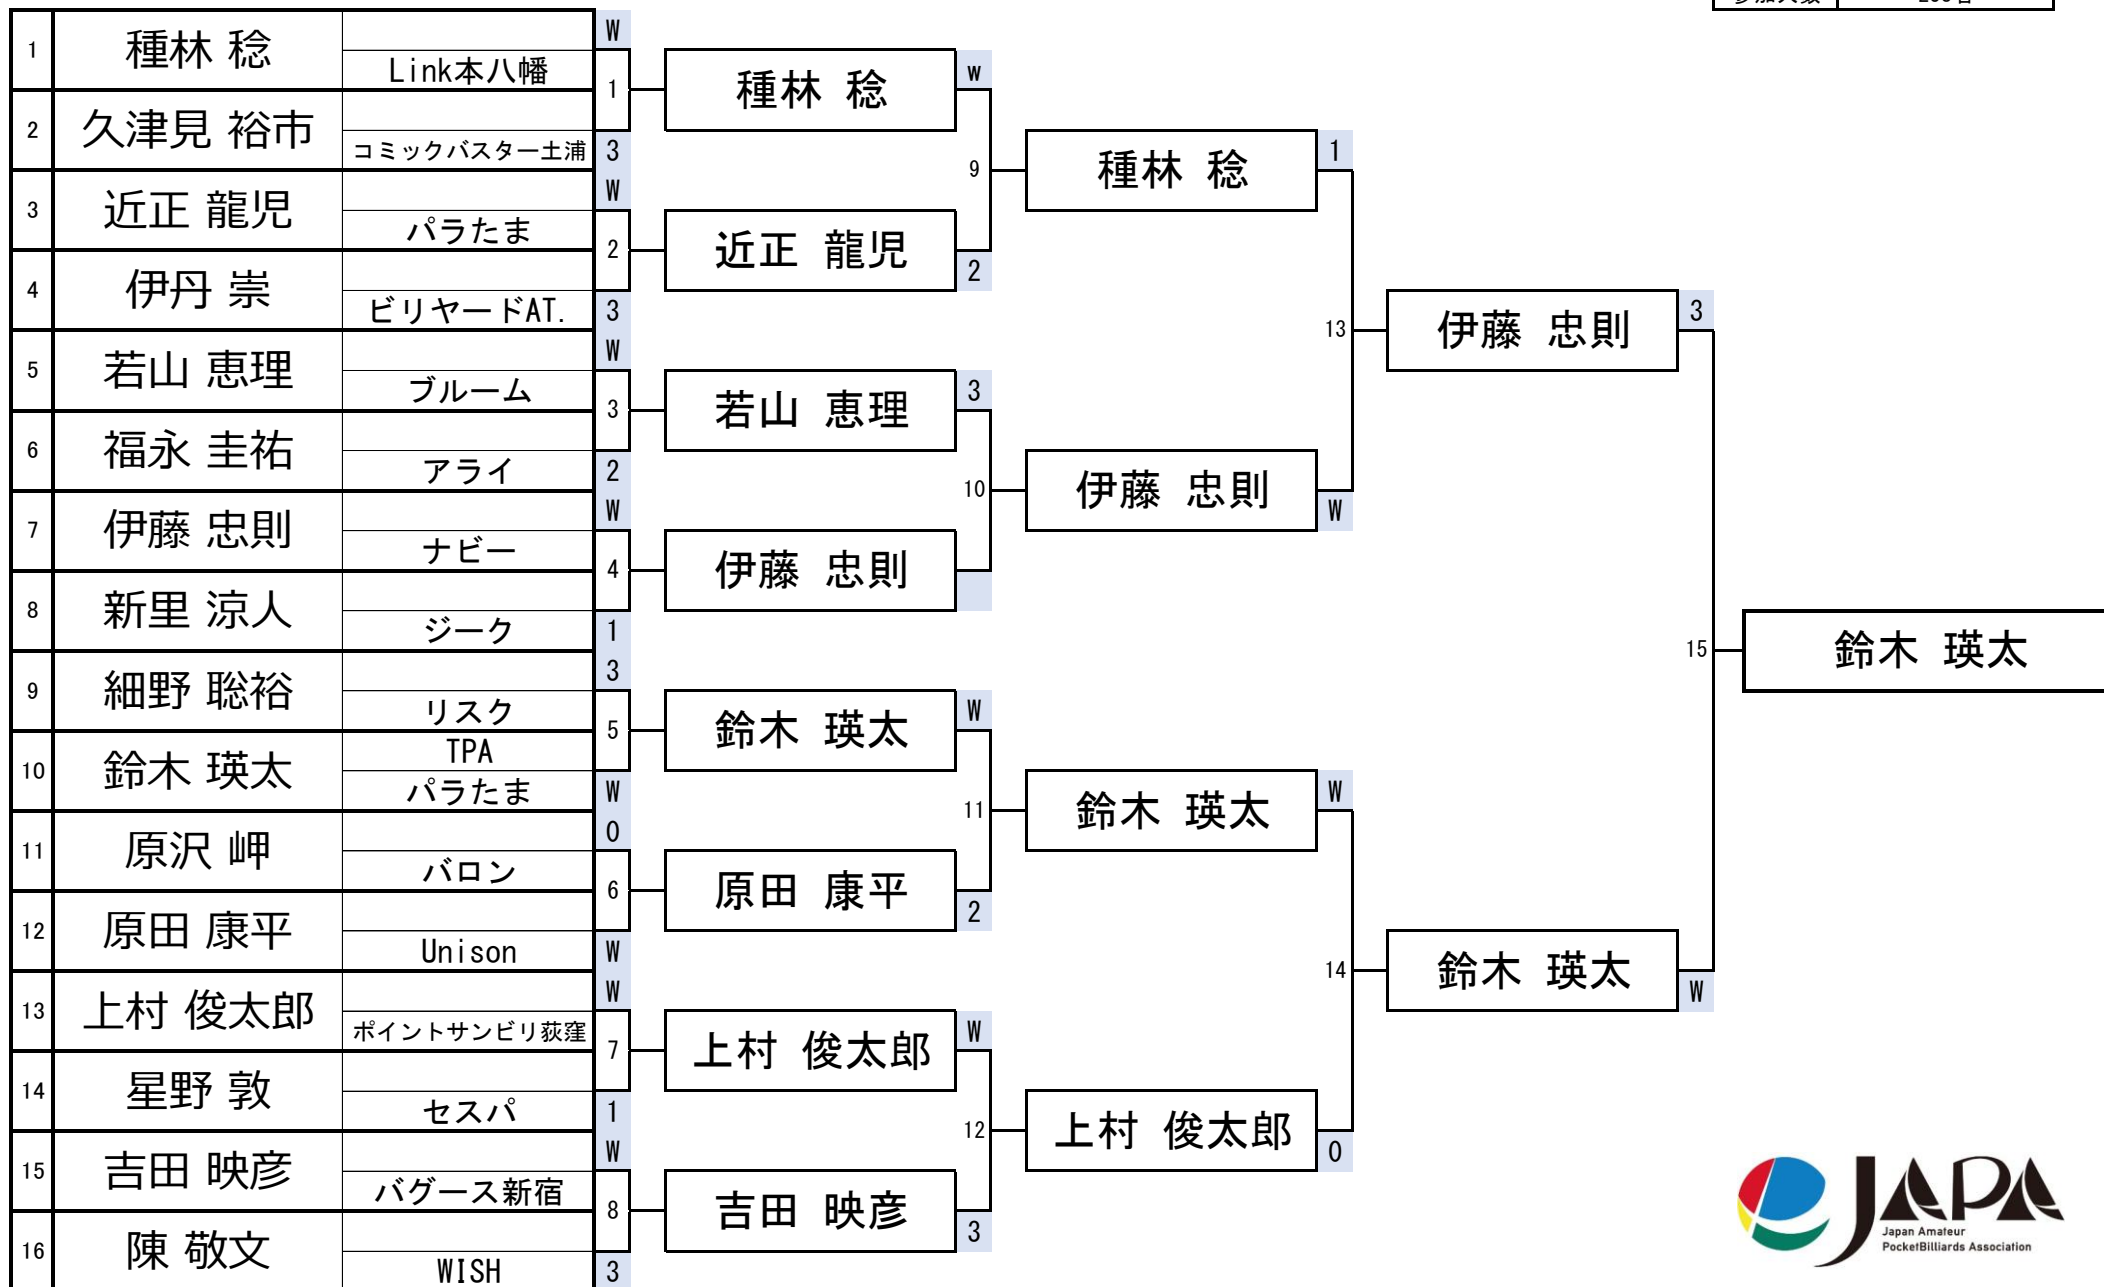 1 種林 稔 Link本八幡 W
2 久津見 裕市 コミックバスター土浦 3
3 近正 龍児 パラたま W
4 伊丹 崇 ビリヤードAT. 3
5 若山 恵理 ブルーム W
6 福永 圭祐 アライ 2
7 伊藤 忠則 ナビー W
8 新里 涼人 ジーク 1
9 細野 聡裕 リスク 3
10 鈴木 瑛太 TPA パラたま W
11 原沢 岬 バロン 0
12 原田 康平 Unison W
13 上村 俊太郎 ポイントサンビリ荻窪 W
14 星野 敦 セスパ 1
15 吉田 映彦 バグース新宿 W
16 陳 敬文 WISH 3
1 種林 稔 w
2 近正 龍児 2
3 若山 恵理 3
4 伊藤 忠則
5 鈴木 瑛太 W
6 原田 康平 2
7 上村 俊太郎 W
8 吉田 映彦 3
9 種林 稔 1
10 伊藤 忠則 W
11 鈴木 瑛太 W
12 上村 俊太郎 0
13 伊藤 忠則 3
14 鈴木 瑛太 W
15 鈴木 瑛太
JAPA
Japan Amateur
PocketBilliards Association